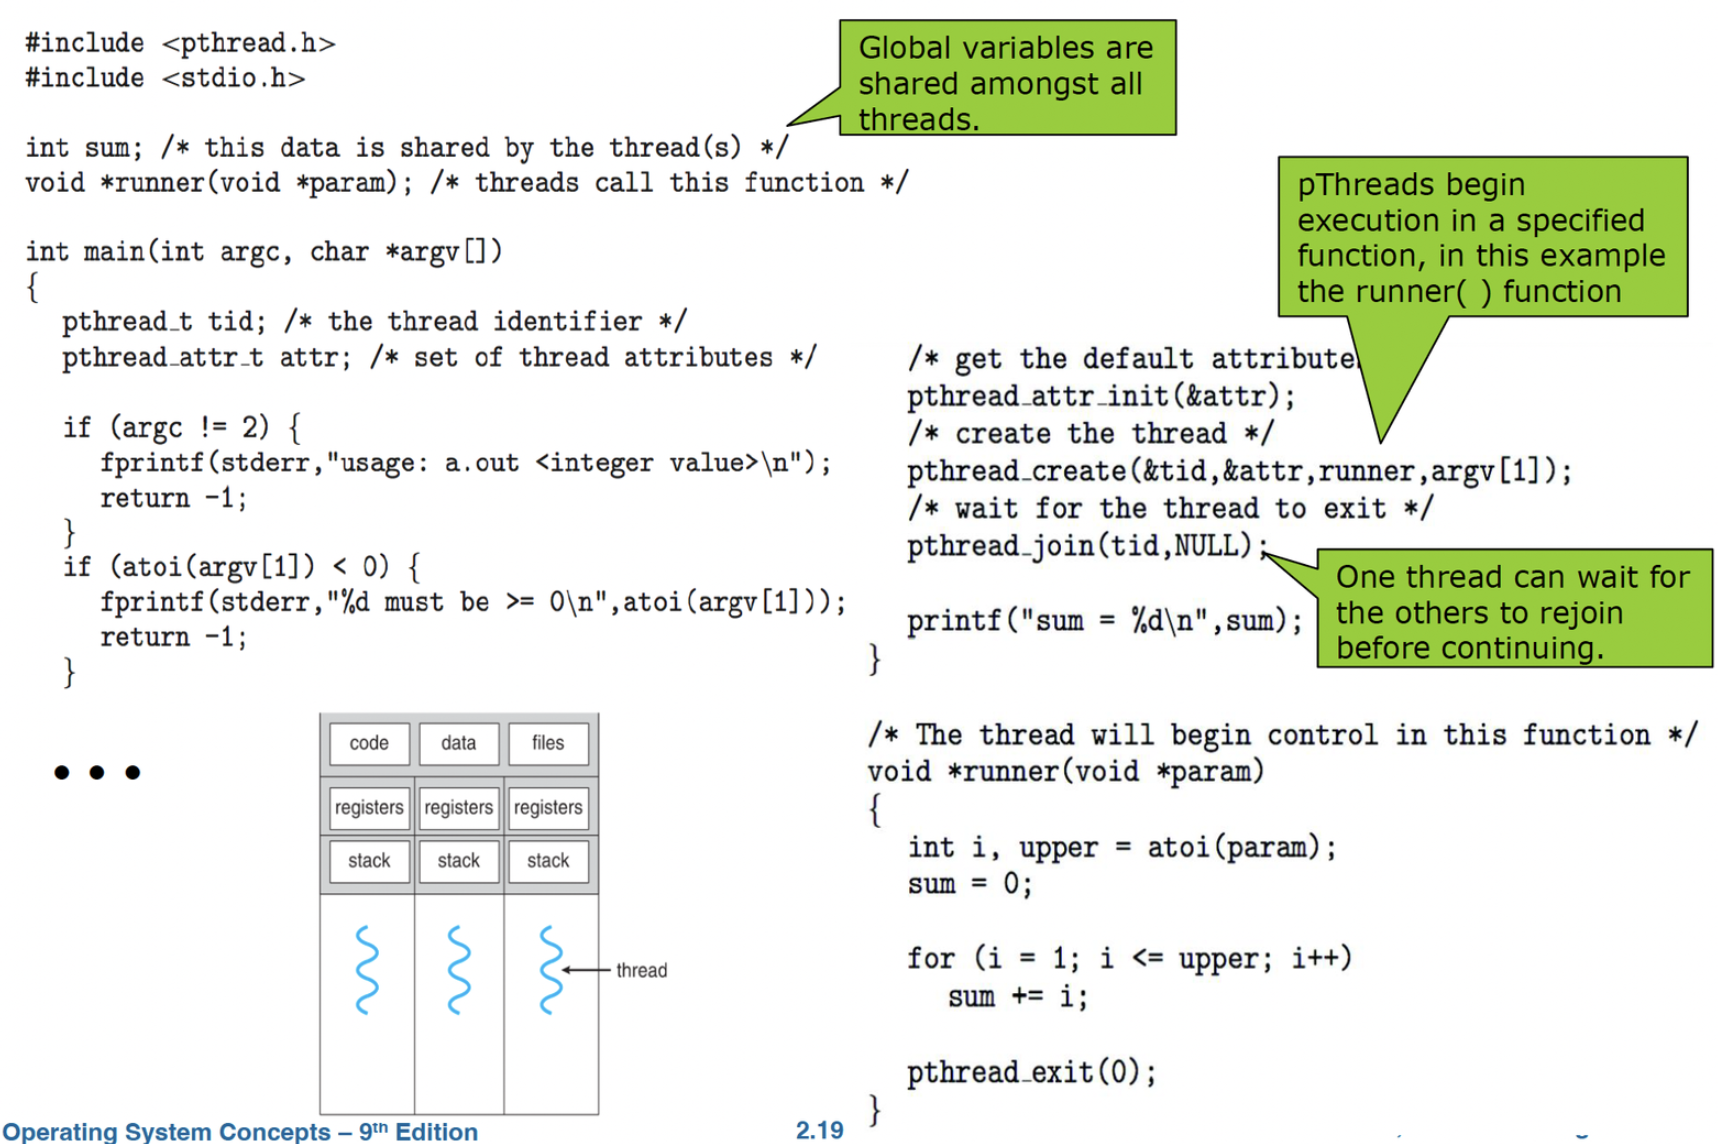 #include <pthread.h>
#include <stdio.h>
Global variables are
shared amongst all
threads.
int sum; /* this data is shared by the thread(s) */
void *runner(void *param); /* threads call this function */
int main(int argc, char *argv[])
{
pthread_t tid; /* the thread identifier */
pthread_attr_t attr; /* set of thread attributes */
if (argc != 2) {
fprintf(stderr,"usage: a.out <integer value>\n");
return -1;
}
if (atoi(argv[1]) < 0) {
fprintf(stderr,"%d must be >= 0\n",atoi(argv[1]));
return -1;
}
• • •
code data files
registers registers registers
stack stack stack
thread
pThreads begin
execution in a specified
function, in this example
the runner( ) function
/* get the default
pthread_attr_init(&attr);
/* create the thread */
pthread_create(&tid,&attr,runner,argv[1]);
/* wait for the thread to exit */
pthread_join(tid,NULL);
One thread can wait for
the others to rejoin
before continuing.
printf("sum = %d\n",sum);
}
/* The thread will begin control in this function */
void *runner(void *param)
{
int i, upper = atoi(param);
sum = 0;
for (i = 1; i <= upper; i++)
sum += i;
pthread_exit(0);
}
Operating System Concepts – 9th Edition
2.19